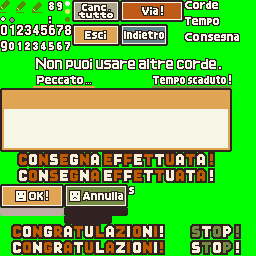 89 Canc. tutto Via! Corde
Tempo
012345678 Esci Indietro Consegna
901234567
Non puoi usare altre corde.
Peccato... Tempo scaduto!
CONSEGNA EFFETTUATA!
CONSEGNA EFFETTUATA!
OK! Annulla s
CONGRATULAZIONI! STOP!
CONGRATULAZIONI! STOP!